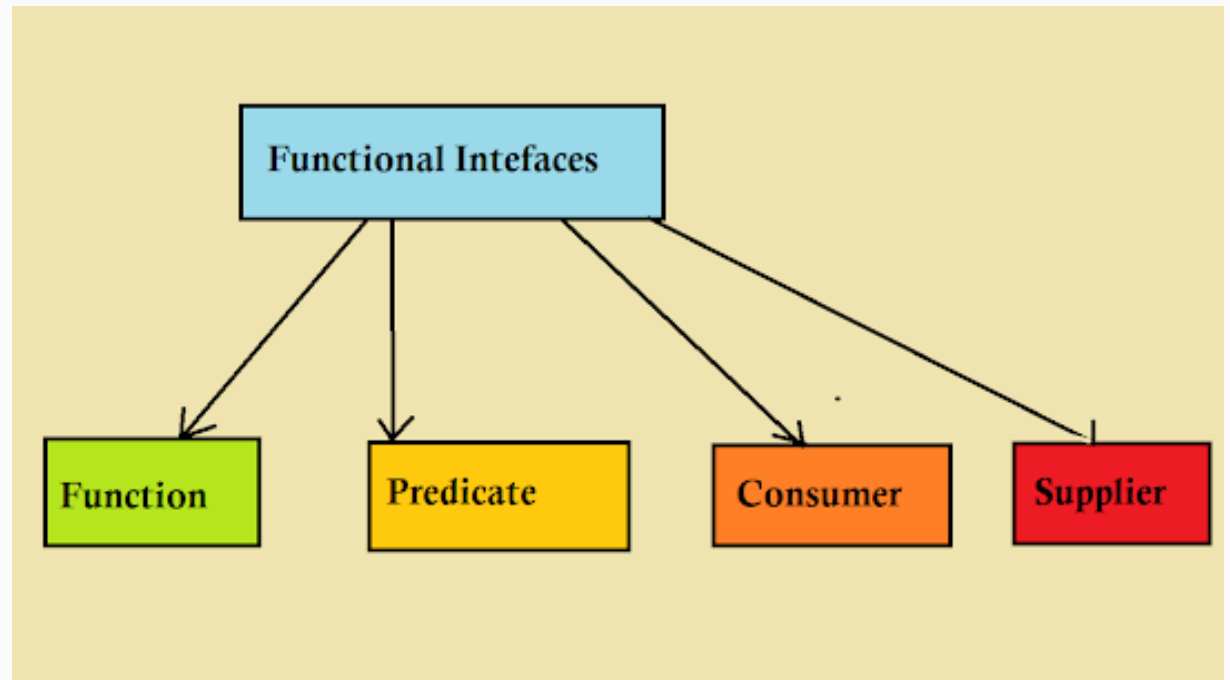 Functional Intefaces
Function
Predicate
Consumer
Supplier